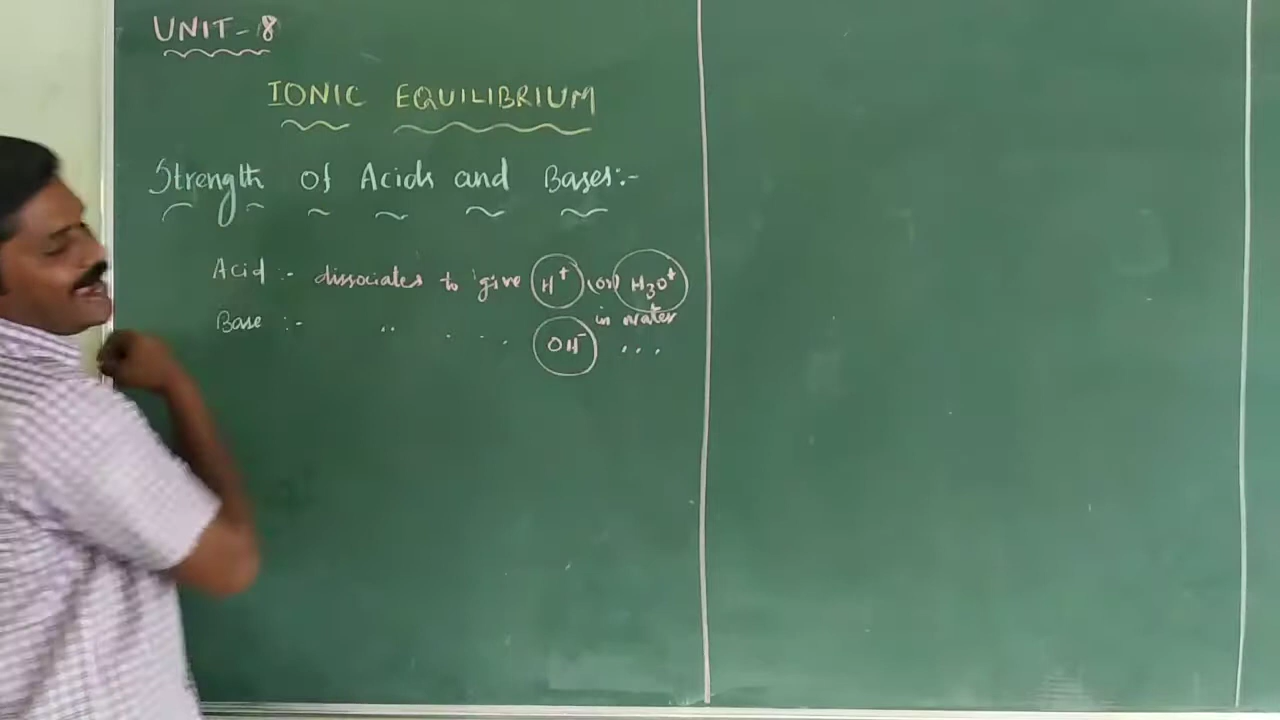 UNIT-8
IONIC EQUILIBRIUM
Strength of Acids and Bases:-
Acid :- dissociates to give H⁺ (or) H₃O⁺
in water
Base :- " " " OH⁻ " "